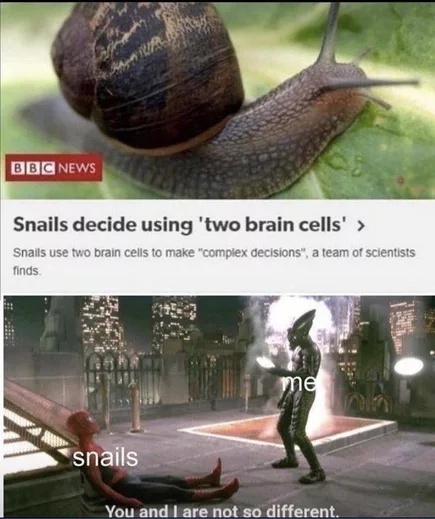 BBC NEWS
Snails decide using 'two brain cells' >
Snails use two brain cells to make "complex decisions", a team of scientists
finds.
me
snails
You and I are not so different.